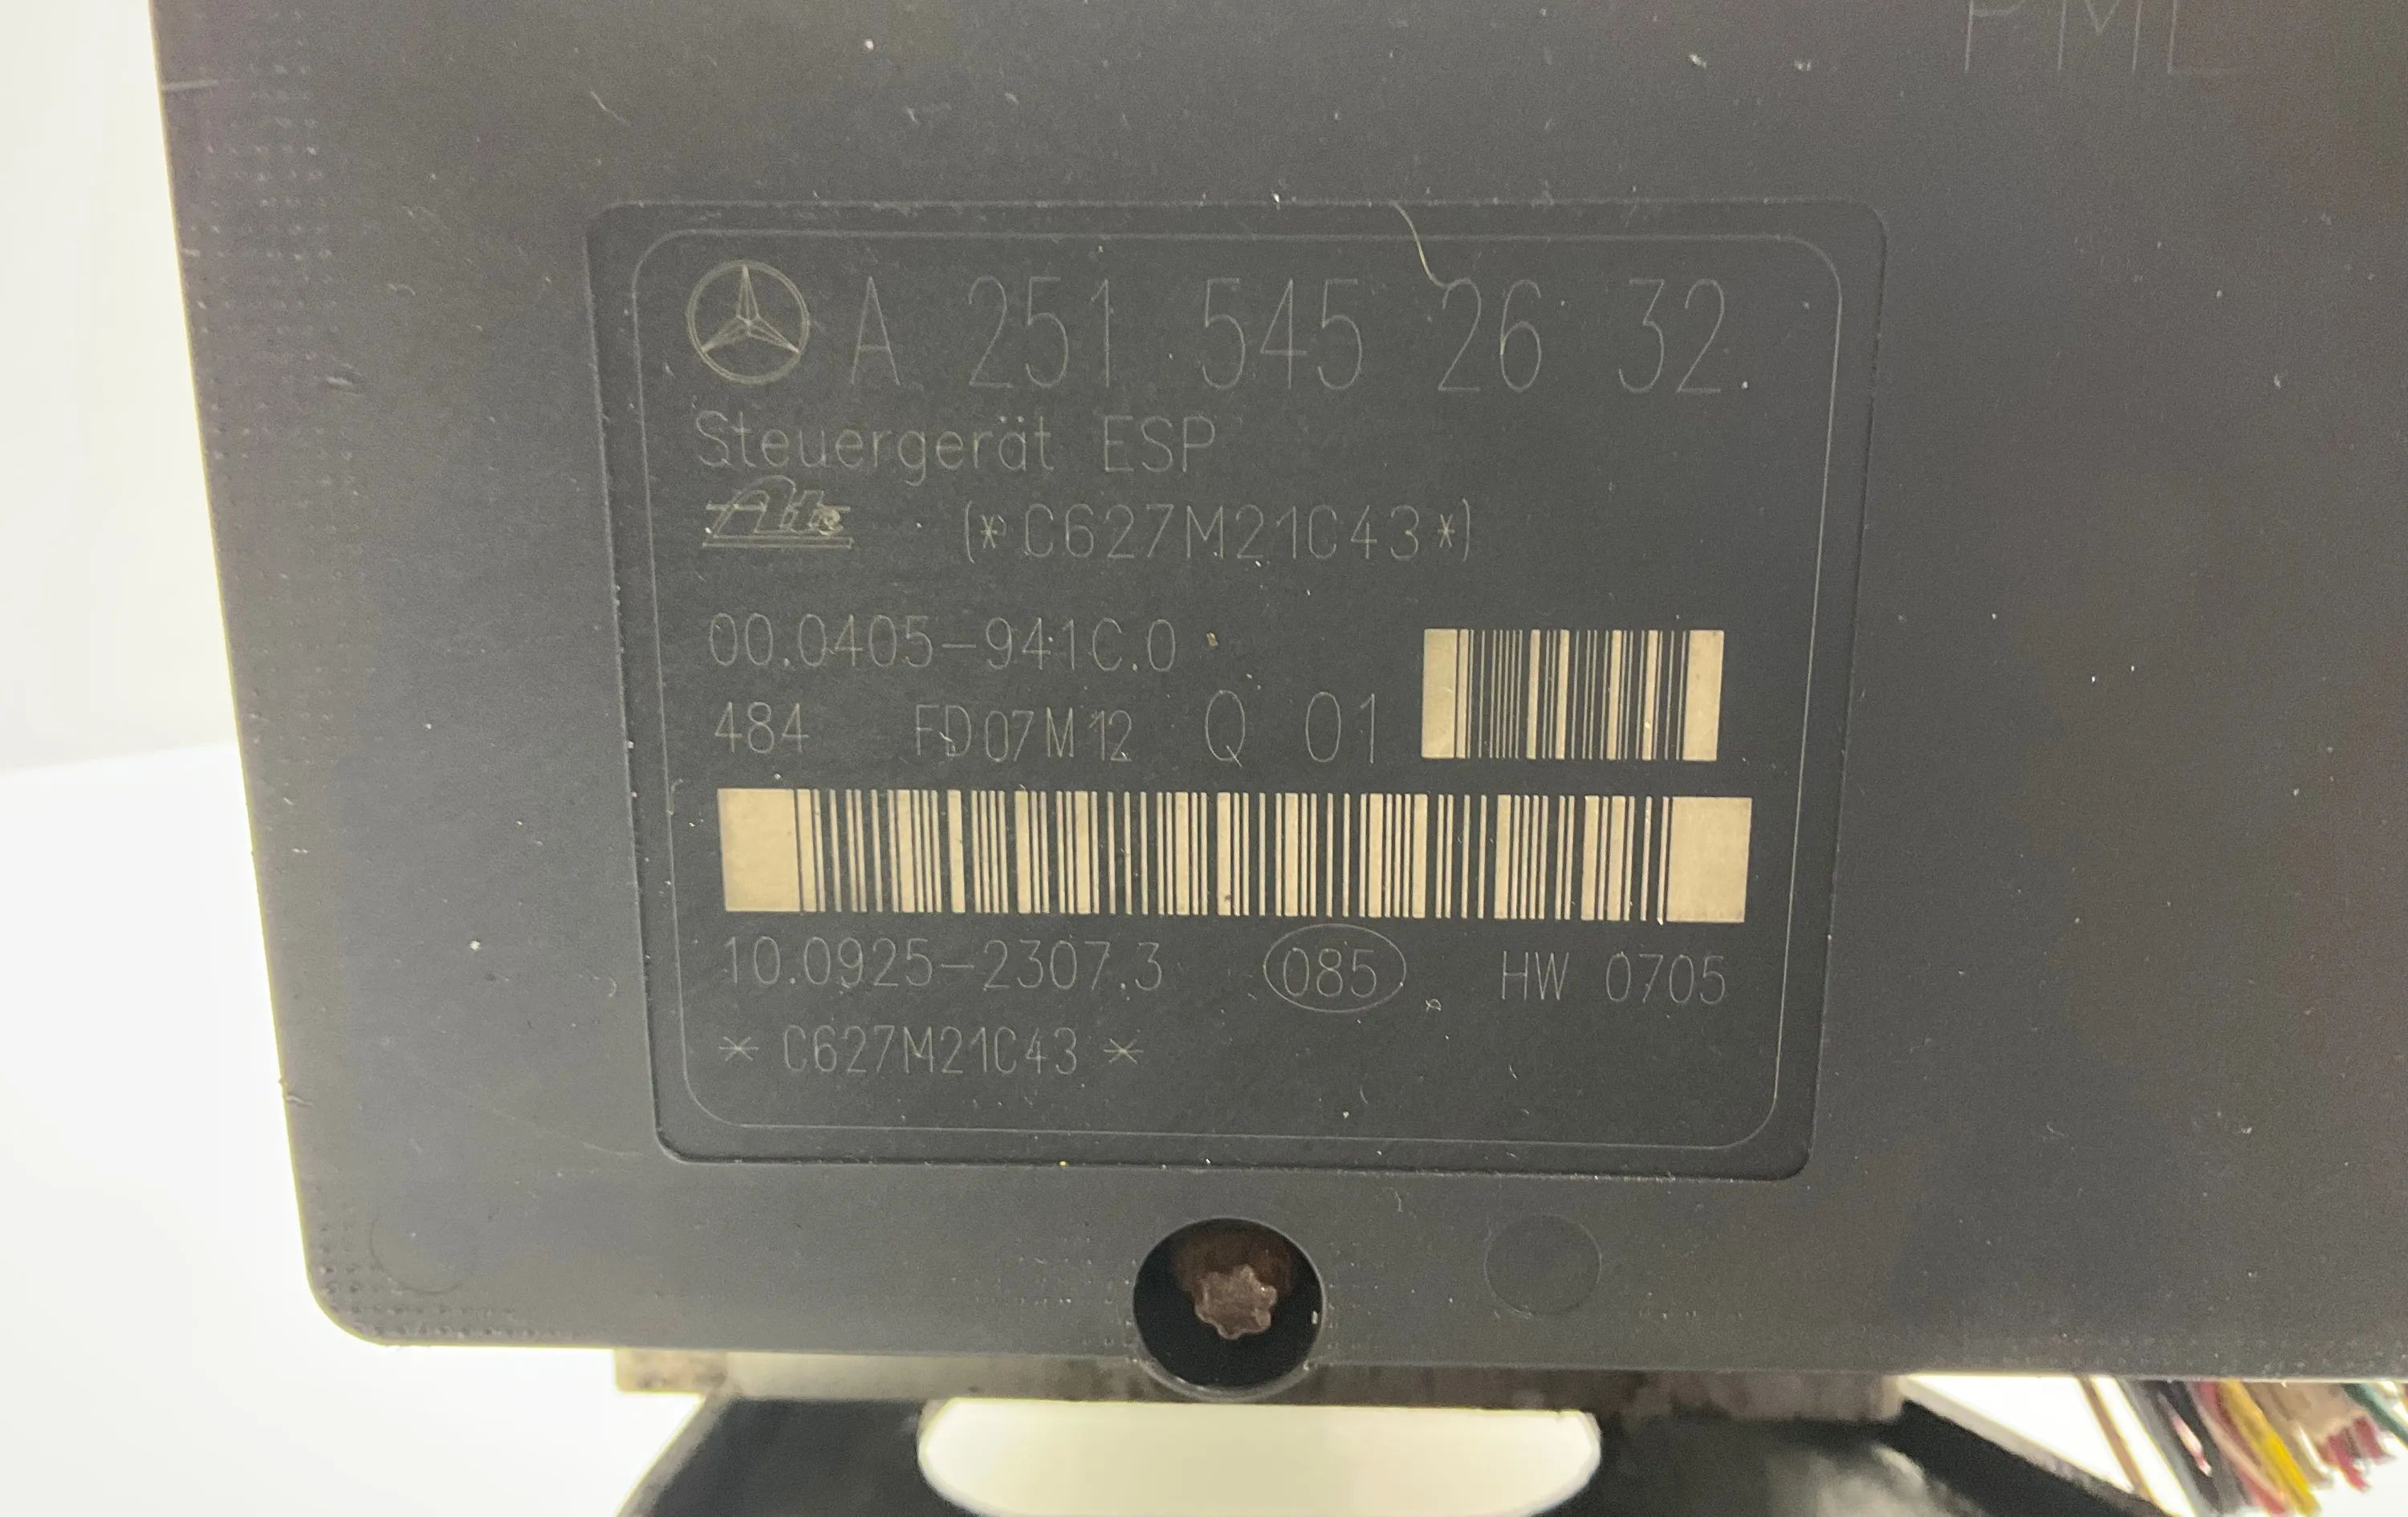 PML
A 251 545 26 32
Steuergerät ESP
Ate (*C627M21C43*)
00.0405-941C.0
484 FD07M12 Q 01
10.0925-2307.3 085 HW 0705
* C627M21C43 *